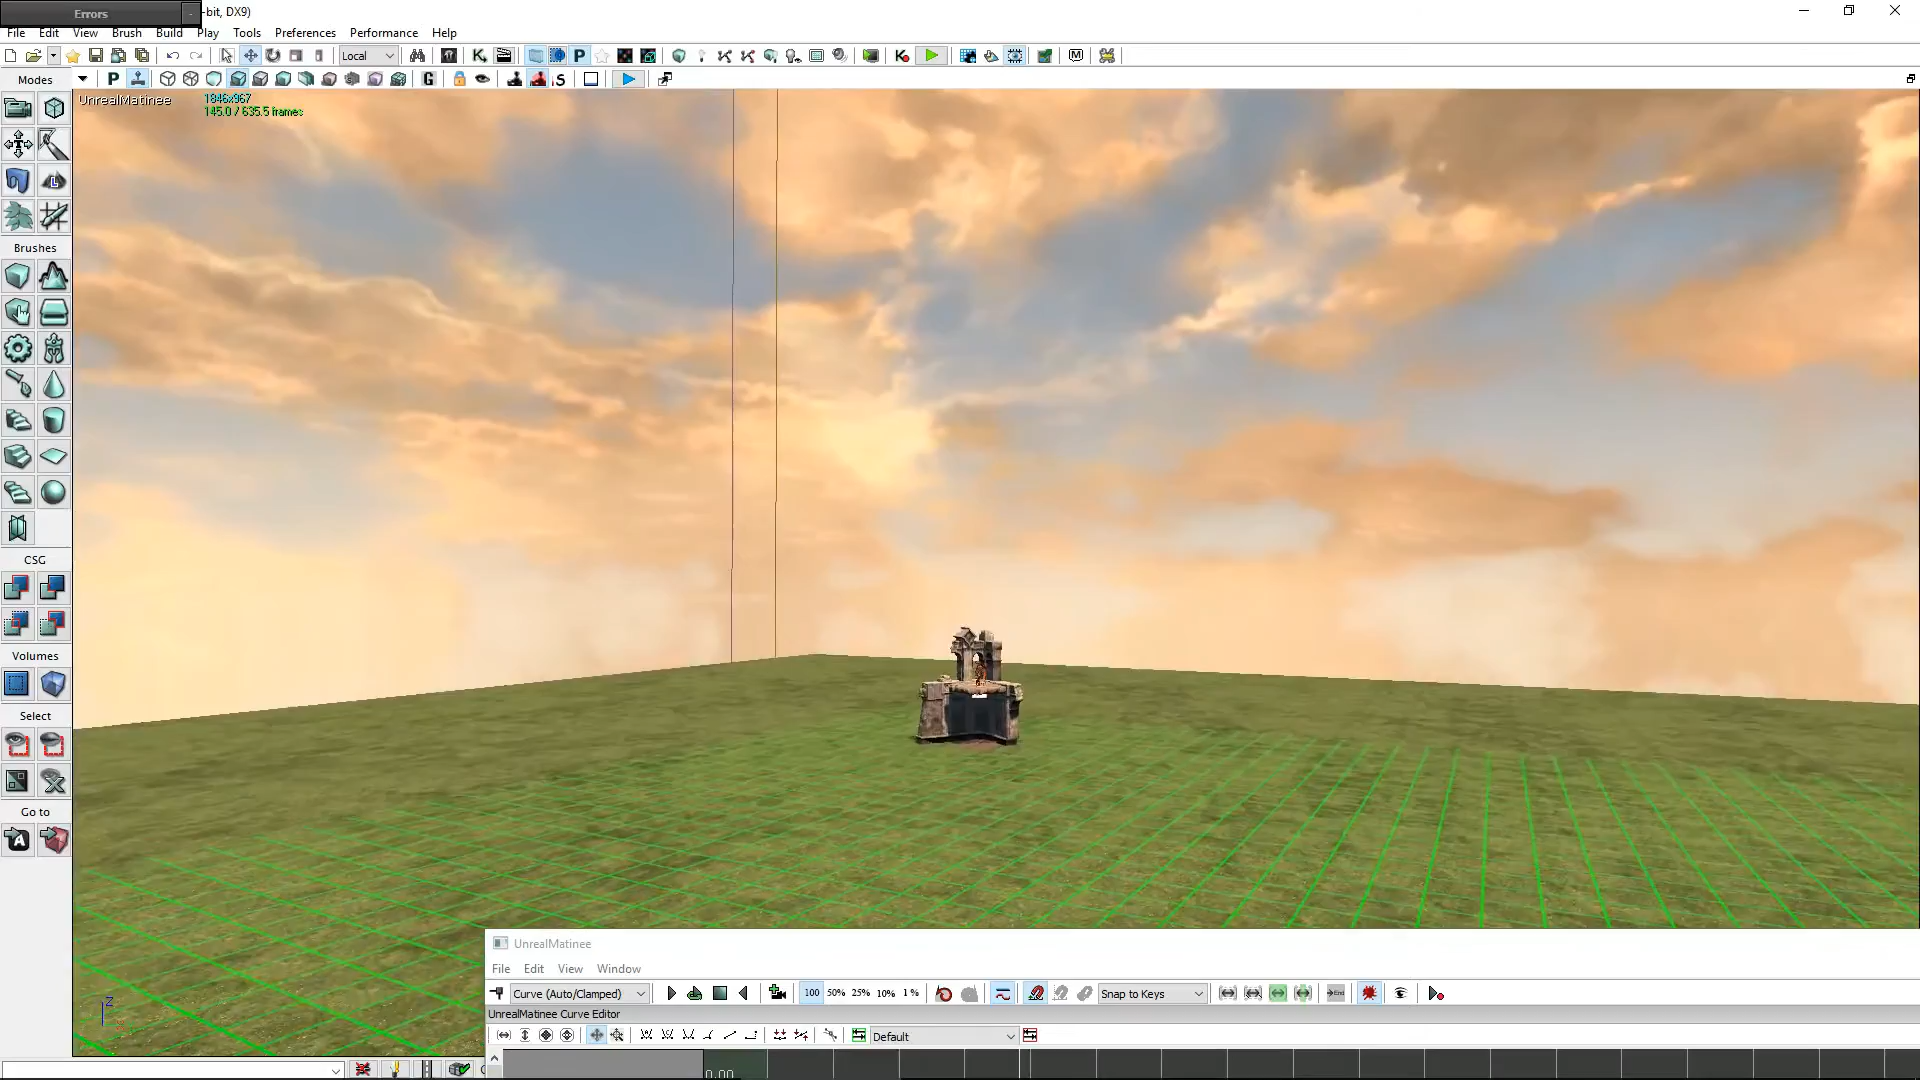 Errors
-bit, DX9)
File Edit View Brush Build Play Tools Preferences Performance Help
Local
Modes
UnrealMatinee
1846x967
145.0 / 635.5 frames
Brushes
CSG
Volumes
Select
Go to
Z
UnrealMatinee
File Edit View Window
Curve (Auto/Clamped)
100 50% 25% 10% 1%
Snap to Keys
End
UnrealMatinee Curve Editor
Default
0.00